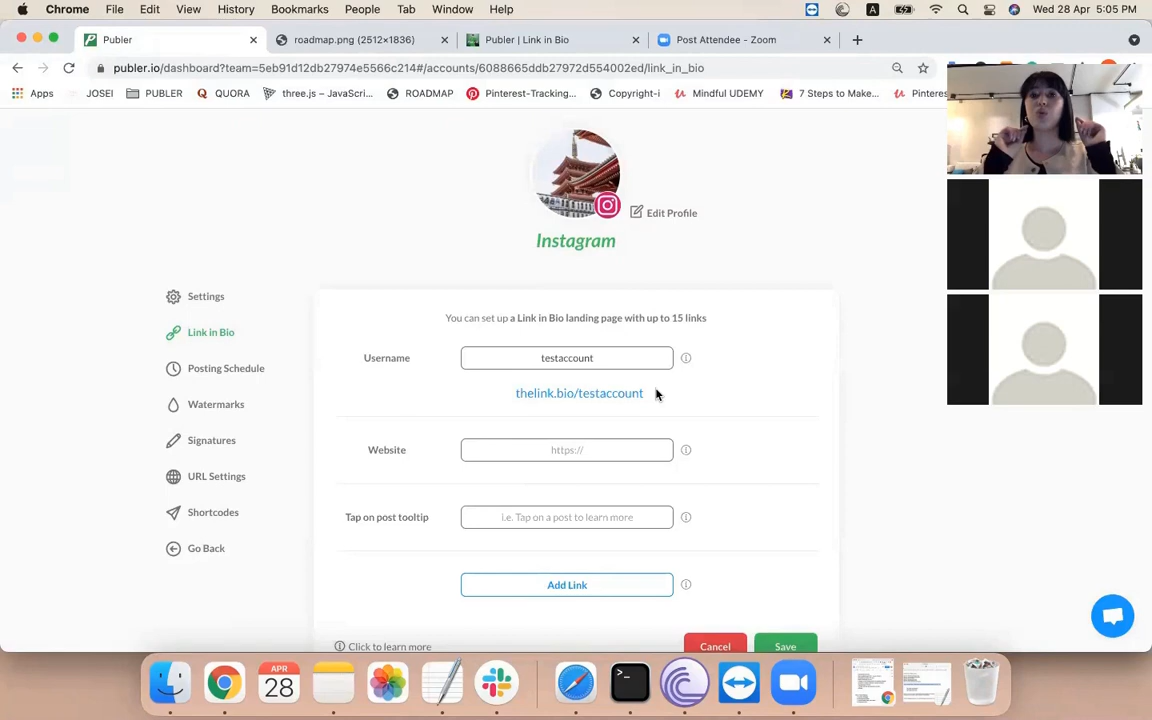 Chrome File Edit View History Bookmarks People Tab Window Help A Wed 28 Apr 5:05 PM
Publer roadmap.png (2512×1836) Publer | Link in Bio Post Attendee - Zoom
publer.io/dashboard?team=5eb91d12db27974e5566c214#/accounts/6088665ddb27972d554002ed/link_in_bio
Apps JOSEI PUBLER QUORA three.js – JavaScri... ROADMAP Pinterest-Tracking... Copyright-i Mindful UDEMY 7 Steps to Make... Pinteres
Edit Profile
Instagram
Settings
You can set up a Link in Bio landing page with up to 15 links
Link in Bio
Username testaccount
Posting Schedule
thelink.bio/testaccount
Watermarks
Signatures
Website https://
URL Settings
Shortcodes
Tap on post tooltip i.e. Tap on a post to learn more
Go Back
Add Link
Click to learn more Cancel Save
APR
28